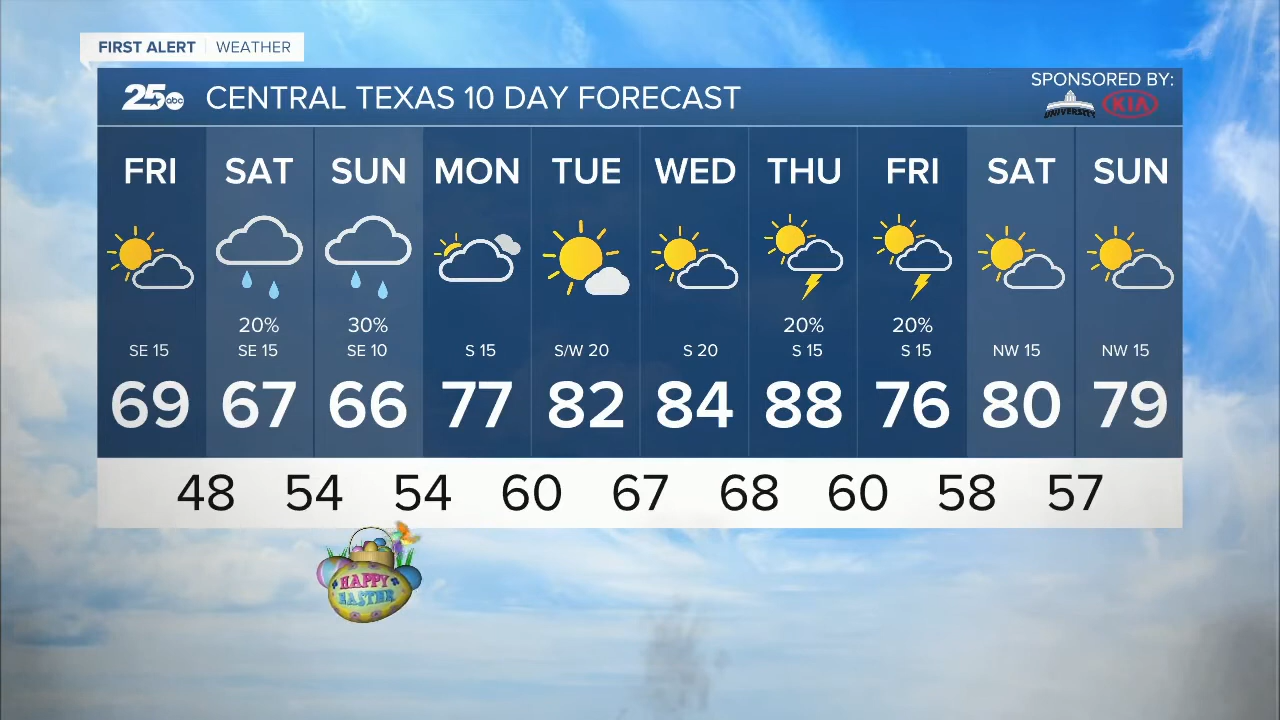 FIRST ALERT WEATHER
SPONSORED BY:
25 abc CENTRAL TEXAS 10 DAY FORECAST
UNIVERSITY KIA
FRI SAT SUN MON TUE WED THU FRI SAT SUN
20% 30% 20% 20%
SE 15 SE 15 SE 10 S 15 S/W 20 S 20 S 15 S 15 NW 15 NW 15
69 67 66 77 82 84 88 76 80 79
48 54 54 60 67 68 60 58 57
HAPPY
EASTER